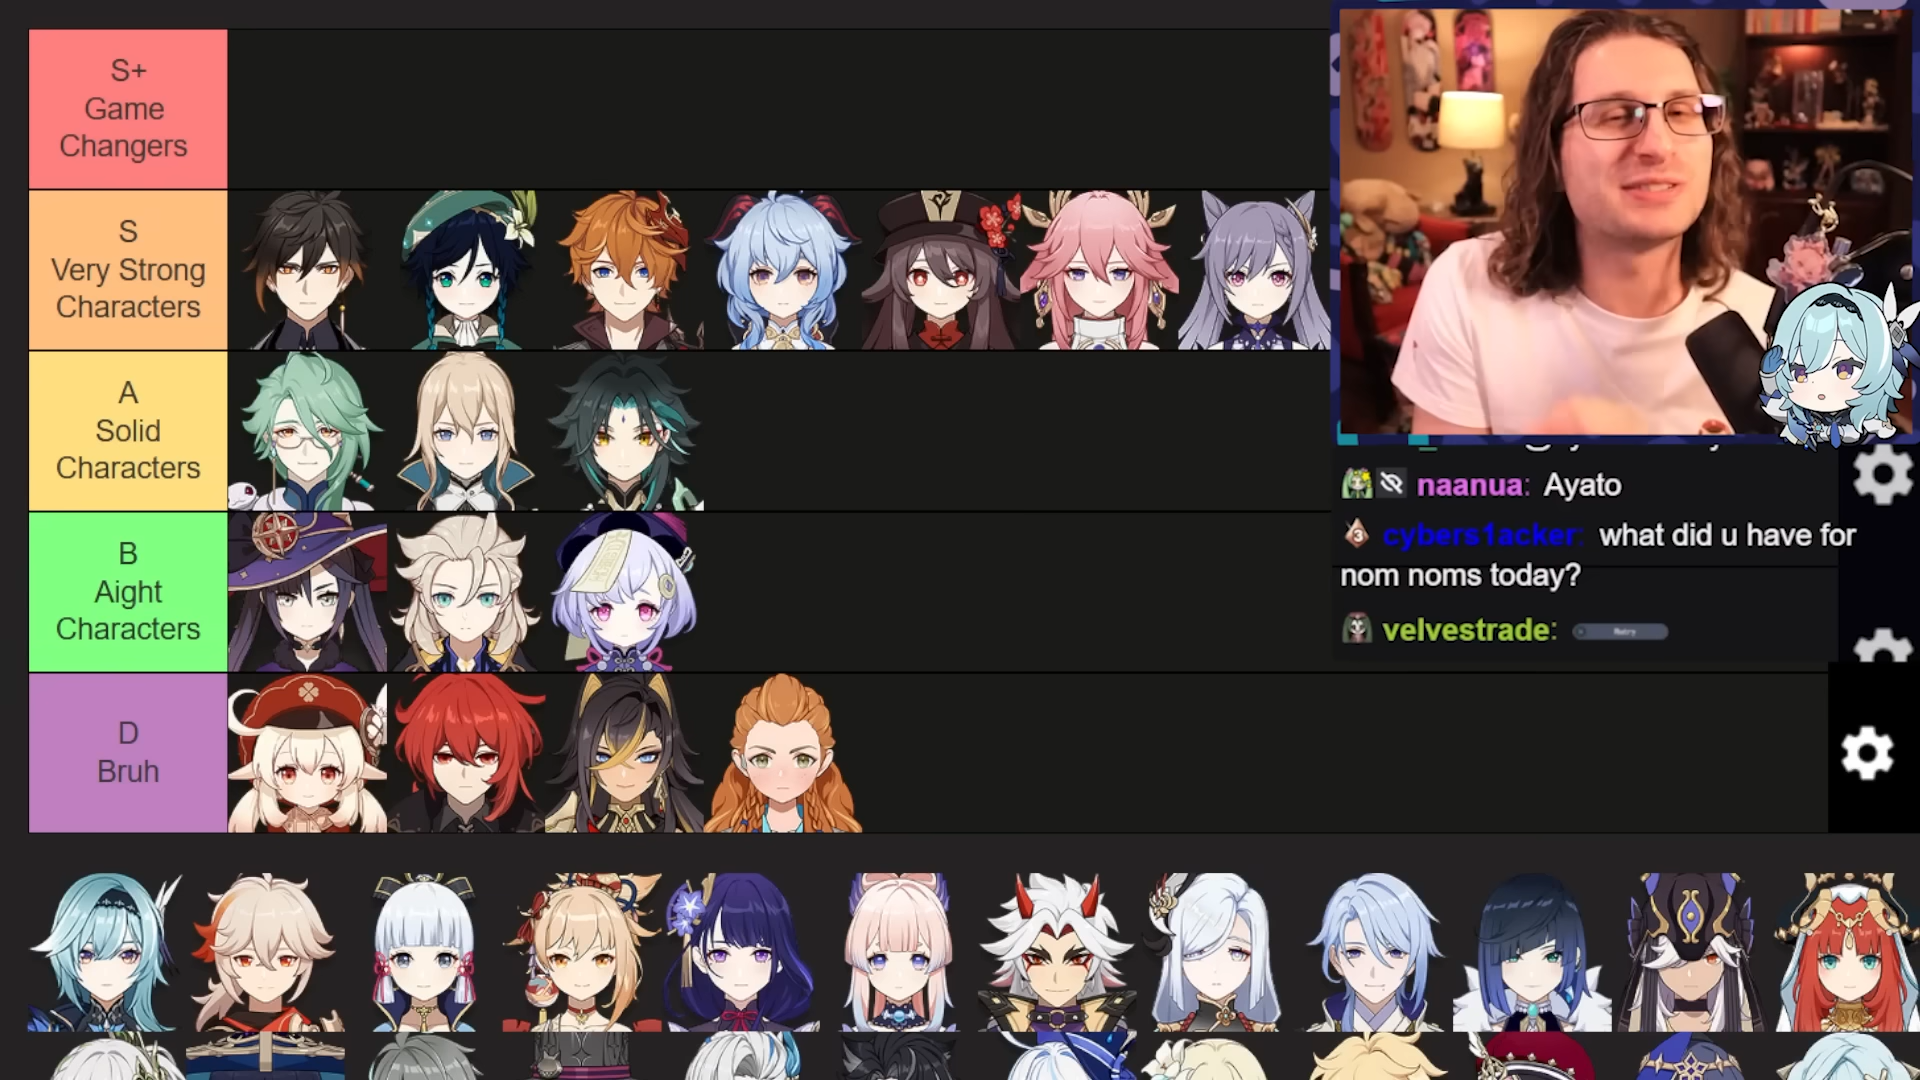 S+
Game
Changers
S
Very Strong
Characters
A
Solid
Characters
B
Aight
Characters
D
Bruh
naanua: Ayato
cybers1acker: what did u have for
nom noms today?
velvestrade: